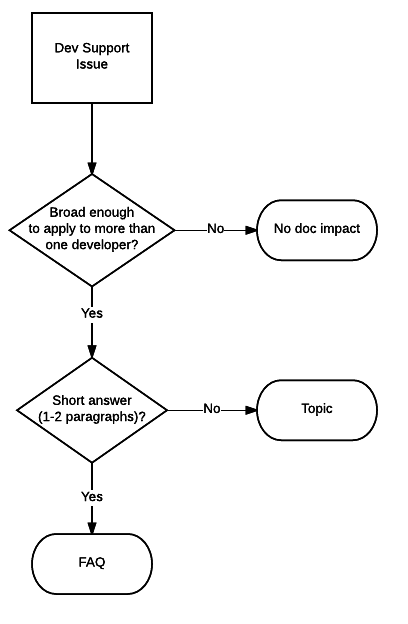 Dev Support
Issue
Broad enough
to apply to more than
one developer?
No
No doc impact
Yes
Short answer
(1-2 paragraphs)?
No
Topic
Yes
FAQ